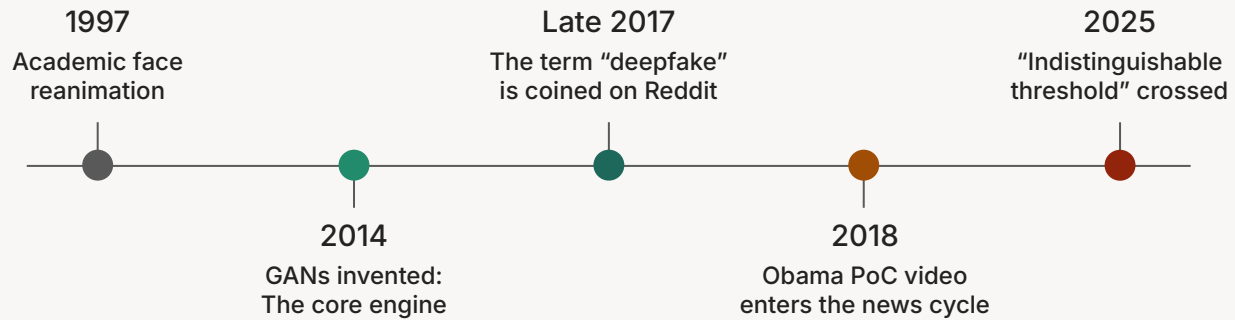 1997
Academic face
reanimation
2014
GANs invented:
The core engine
Late 2017
The term “deepfake”
is coined on Reddit
2018
Obama PoC video
enters the news cycle
2025
“Indistinguishable
threshold” crossed